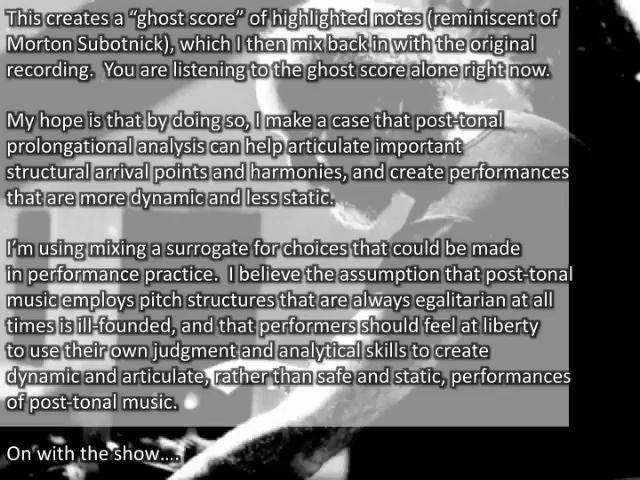 This creates a “ghost score” of highlighted notes (reminiscent of
Morton Subotnick), which I then mix back in with the original
recording.  You are listening to the ghost score alone right now.
My hope is that by doing so, I make a case that post-tonal
prolongational analysis can help articulate important
structural arrival points and harmonies, and create performances
that are more dynamic and less static.
I’m using mixing a surrogate for choices that could be made
in performance practice.  I believe the assumption that post-tonal
music employs pitch structures that are always egalitarian at all
times is ill-founded, and that performers should feel at liberty
to use their own judgment and analytical skills to create
dynamic and articulate, rather than safe and static, performances
of post-tonal music.
On with the show….